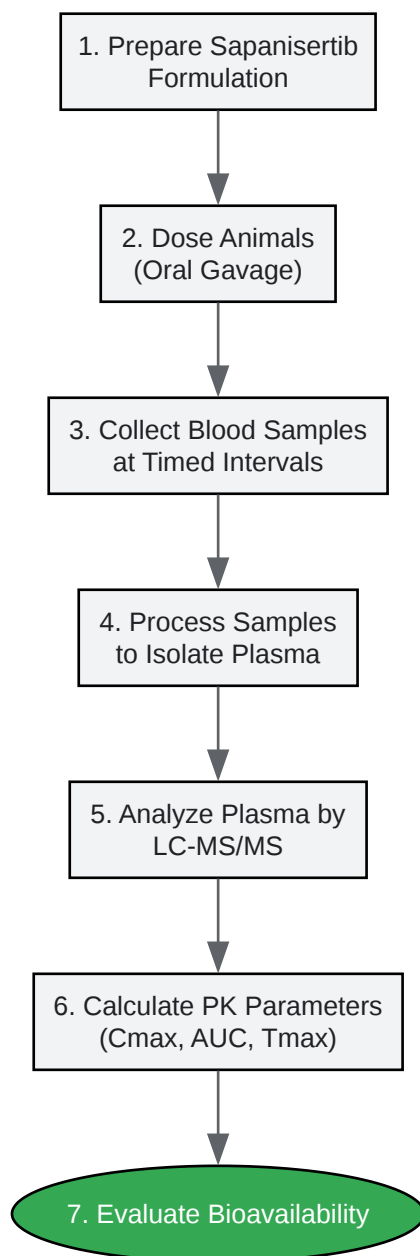 1. Prepare Sapanisertib
Formulation
2. Dose Animals
(Oral Gavage)
3. Collect Blood Samples
at Timed Intervals
4. Process Samples
to Isolate Plasma
5. Analyze Plasma by
LC-MS/MS
6. Calculate PK Parameters
(Cmax, AUC, Tmax)
7. Evaluate Bioavailability